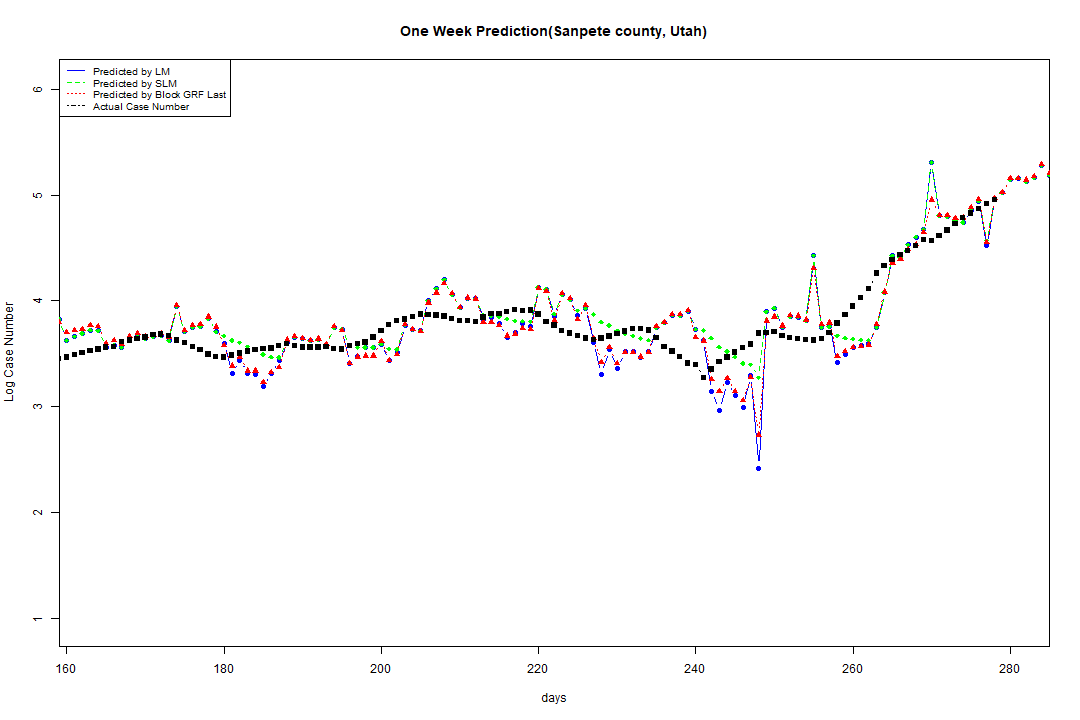 One Week Prediction(Sanpete county, Utah)
Predicted by LM
Predicted by SLM
Predicted by Block GRF Last
Actual Case Number
6
5
4
3
2
1
Log Case Number
160 180 200 220 240 260 280
days